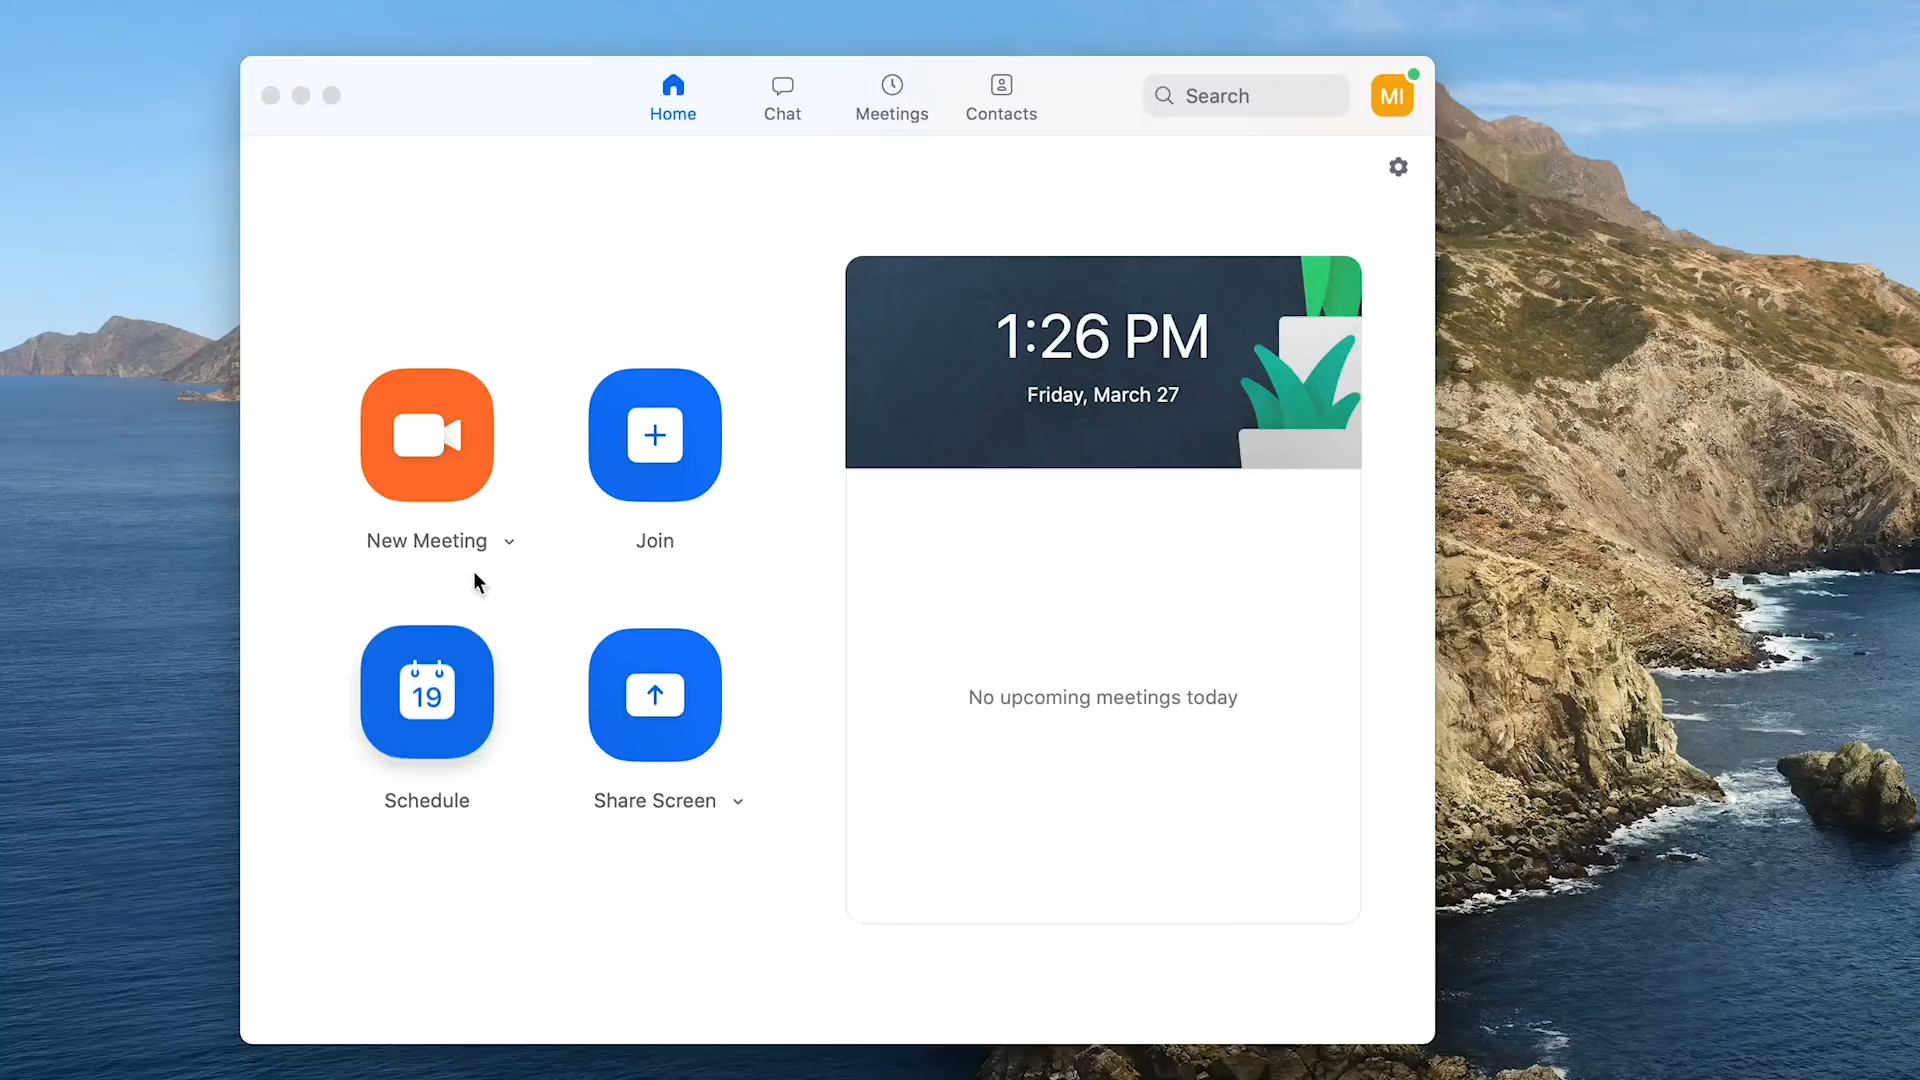 Home
Chat
Meetings
Contacts
Search
MI
1:26 PM
Friday, March 27
New Meeting
Join
19
Schedule
Share Screen
No upcoming meetings today